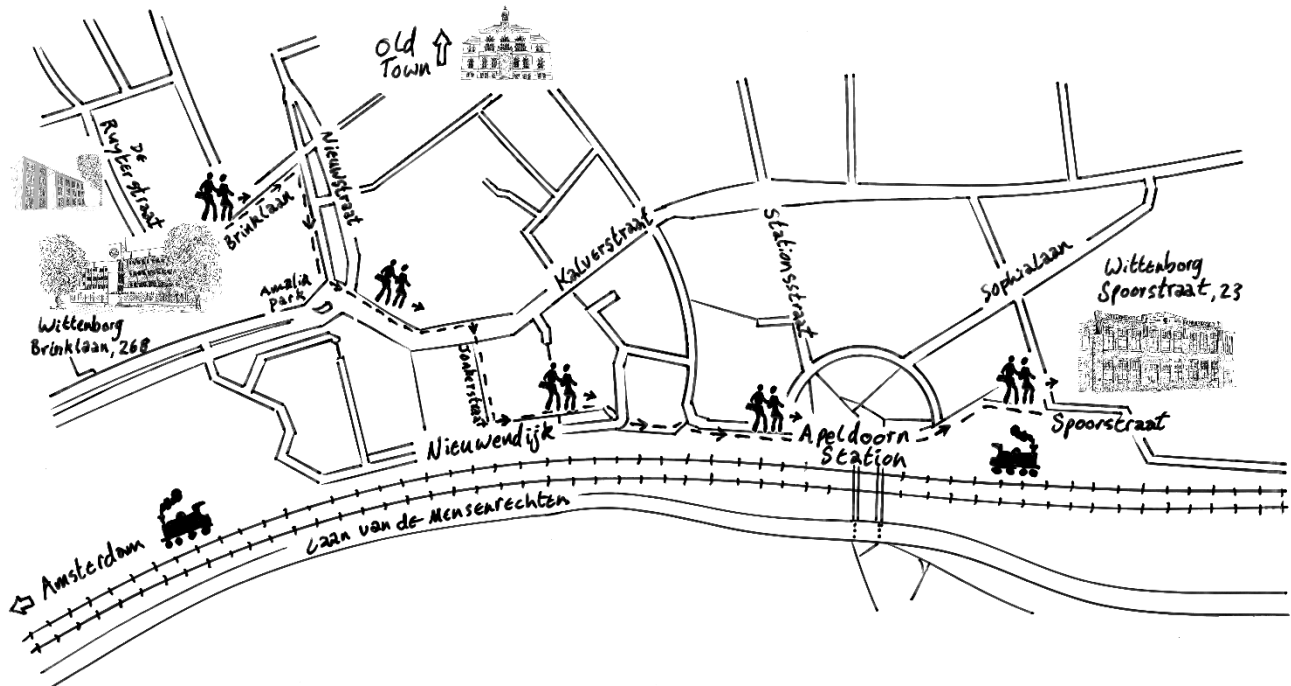 Old
Town
DE
Ruyterstraat
Nieuwstraat
Brinklaan
Amalia
Park
Wittenborg
Brinklaan, 268
Kalverstraat
Stationsstraat
Sophialaan
Wittenborg
Spoorstraat, 23
Jonkerstraat
Nieuwendijk
Apeldoorn
Station
Spoorstraat
Laan van de Mensenrechten
Amsterdam